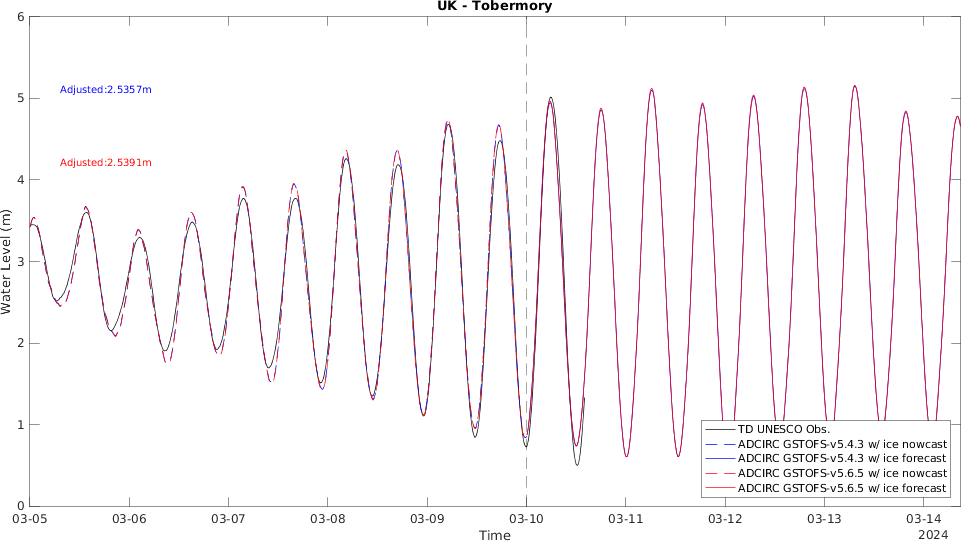 UK - Tobermory
6
5
4
3
2
1
0
Water Level (m)
Adjusted:2.5357m
Adjusted:2.5391m
TD UNESCO Obs.
ADCIRC GSTOFS-v5.4.3 w/ ice nowcast
ADCIRC GSTOFS-v5.4.3 w/ ice forecast
ADCIRC GSTOFS-v5.6.5 w/ ice nowcast
ADCIRC GSTOFS-v5.6.5 w/ ice forecast
03-05 03-06 03-07 03-08 03-09 03-10 03-11 03-12 03-13 03-14
Time
2024